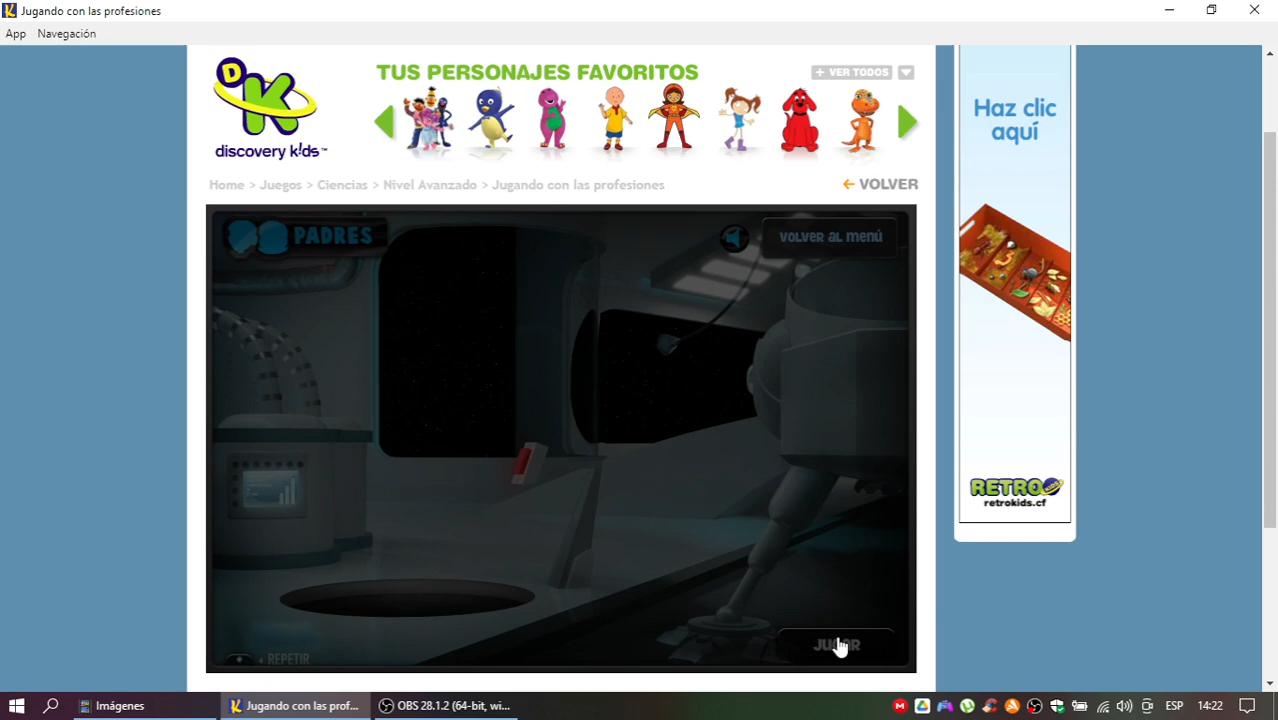 Jugando con las profesiones
App Navegación
D K
discovery k!ds™
TUS PERSONAJES FAVORITOS
+ VER TODOS
Haz clic
aquí
Home > Juegos > Ciencias > Nivel Avanzado > Jugando con las profesiones
← VOLVER
PADRES
VOLVER AL MENÚ
RETRO
retrokids.cf
JUGAR
REPETIR
Imágenes
Jugando con las prof...
OBS 28.1.2 (64-bit, wi...
ESP
14:22